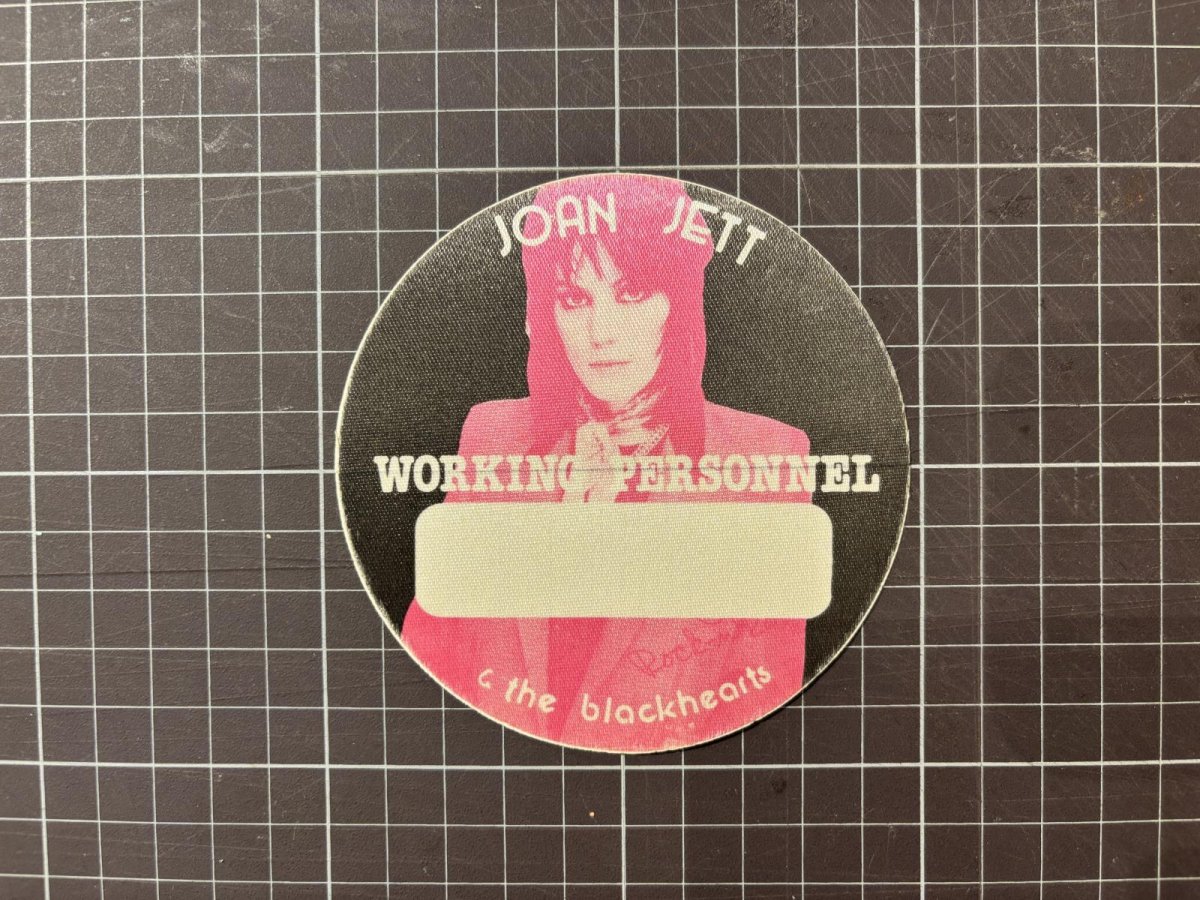 JOAN JETT
WORKING PERSONNEL
& the blackhearts